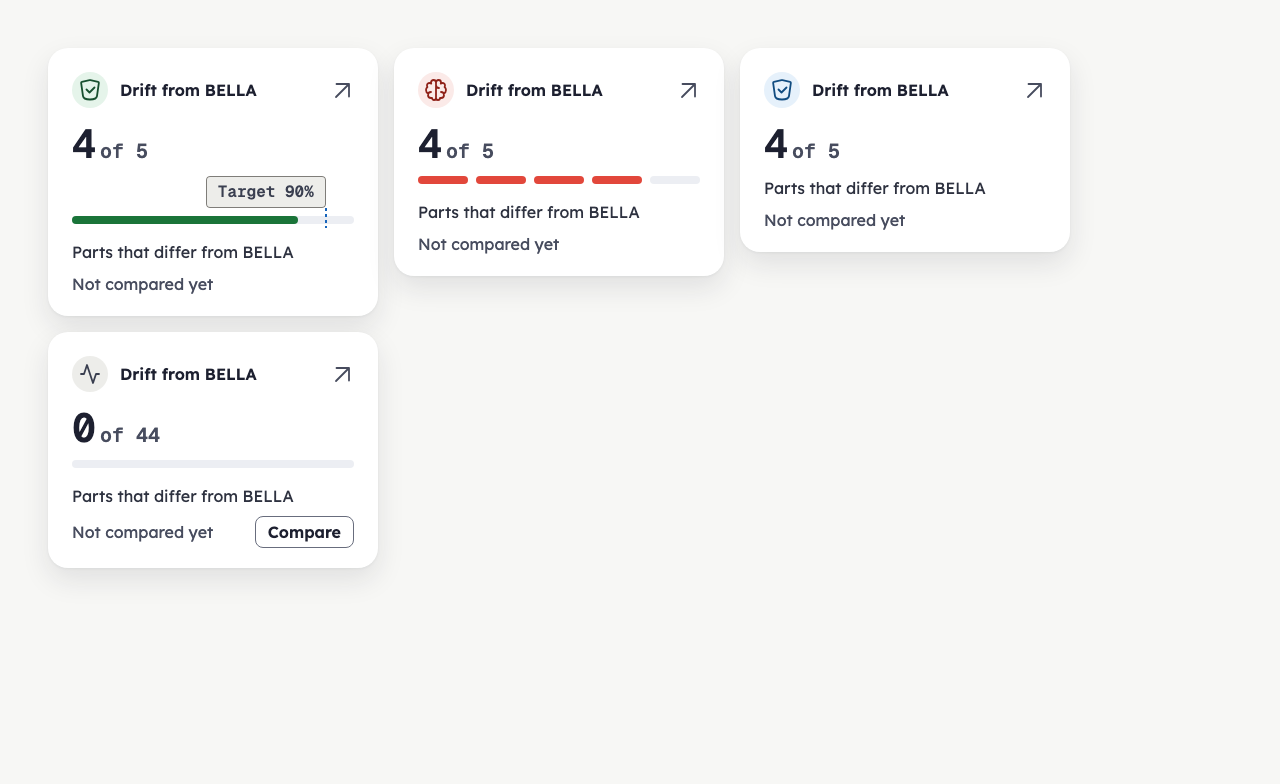 Drift from BELLA
4 of 5
Target 90%
Parts that differ from BELLA
Not compared yet
Drift from BELLA
4 of 5
Parts that differ from BELLA
Not compared yet
Drift from BELLA
4 of 5
Parts that differ from BELLA
Not compared yet
Drift from BELLA
0 of 44
Parts that differ from BELLA
Not compared yet
Compare